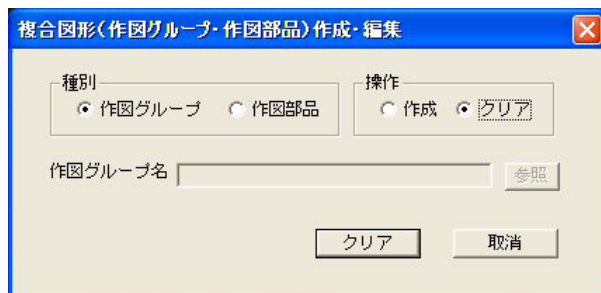 複合図形(作図グループ・作図部品)作成・編集
種別
作図グループ
作図部品
操作
作成
クリア
作図グループ名
参照
クリア
取消